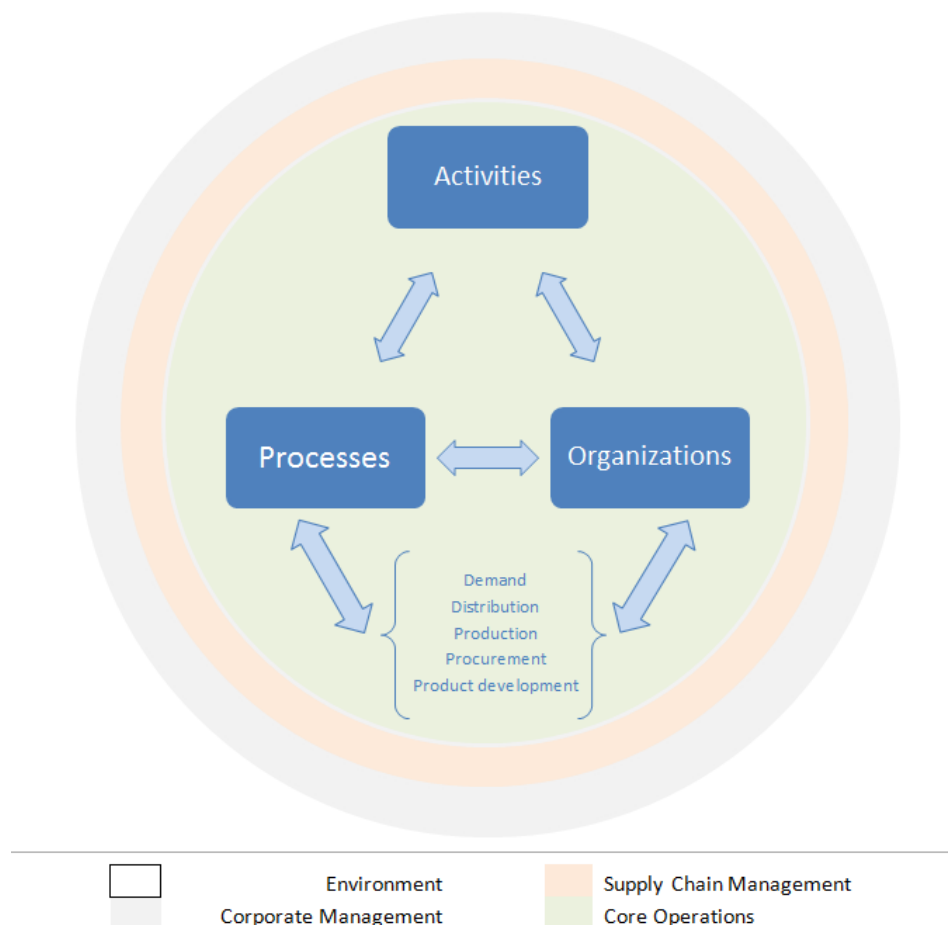 Activities
Processes
Organizations
Demand
Distribution
Production
Procurement
Product development
Environment
Supply Chain Management
Corporate Management
Core Operations